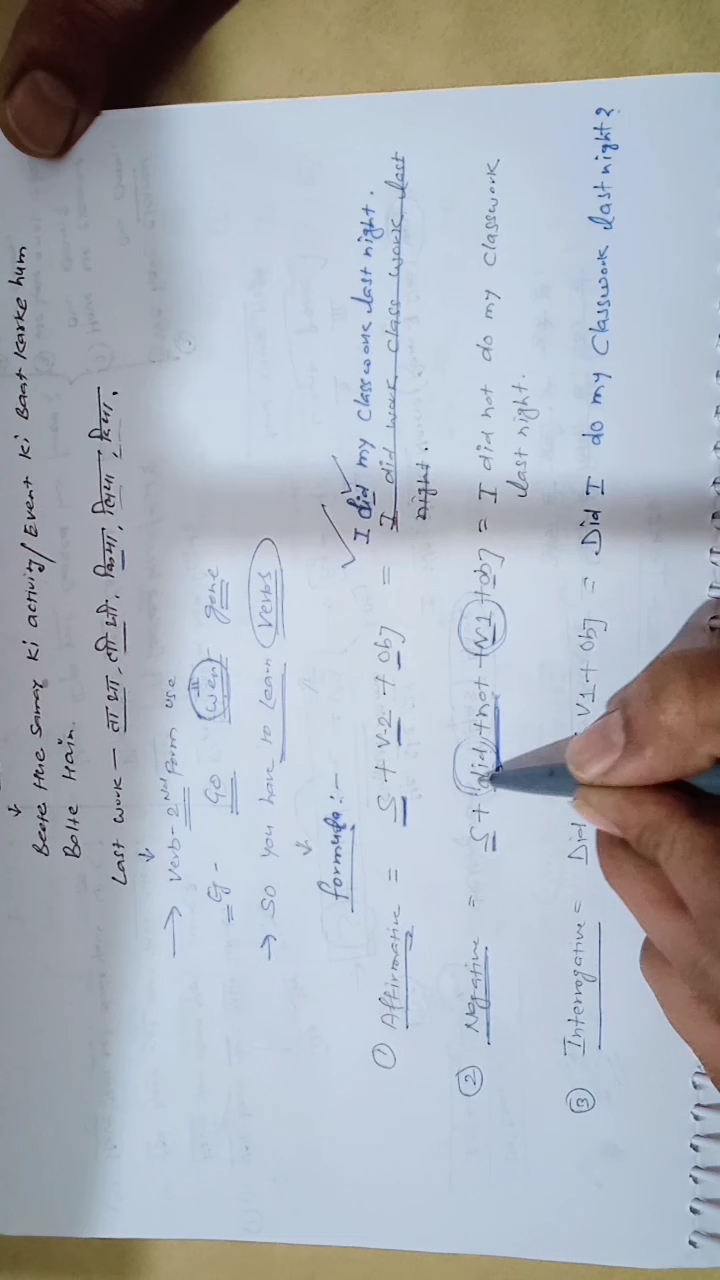 Beete Hue Samay Ki activity/Event Ki Baat Karke hum
Bolte Hain.
Last work – ता था, ती थी, किया, लिया, दिया,
→ Verb - 2nd form use
= Eg - Go went gone
→ So you have to learn verbs
formula:-
① Affirmative = S + V-2 + Obj = I did my classwork last night.
I did work class work last
night.
② Negative = S + did + not + V1 + Obj = I did not do my classwork
last night.
③ Interrogative = Did V1 + Obj = Did I do my classwork last night?